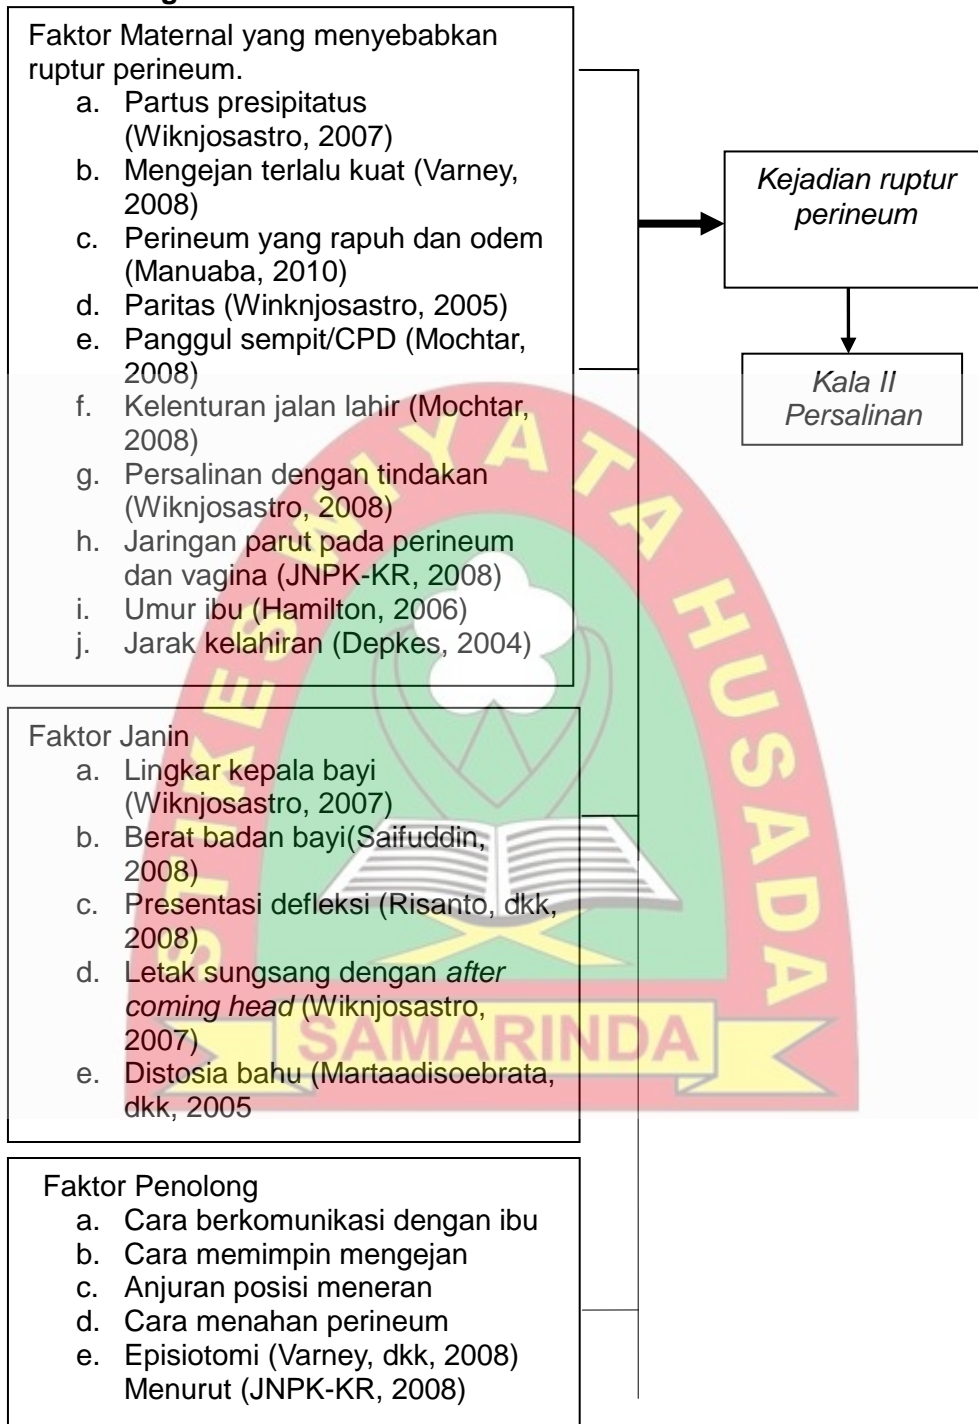 Faktor Maternal yang menyebabkan
ruptur perineum.
a. Partus presipitatus
(Wiknjosastro, 2007)
b. Mengejan terlalu kuat (Varney,
2008)
c. Perineum yang rapuh dan odem
(Manuaba, 2010)
d. Paritas (Winknjosastro, 2005)
e. Panggul sempit/CPD (Mochtar,
2008)
f. Kelenturan jalan lahir (Mochtar,
2008)
g. Persalinan dengan tindakan
(Wiknjosastro, 2008)
h. Jaringan parut pada perineum
dan vagina (JNPK-KR, 2008)
i. Umur ibu (Hamilton, 2006)
j. Jarak kelahiran (Depkes, 2004)
Kejadian ruptur
perineum
Kala II
Persalinan
Faktor Janin
a. Lingkar kepala bayi
(Wiknjosastro, 2007)
b. Berat badan bayi(Saifuddin,
2008)
c. Presentasi defleksi (Risanto, dkk,
2008)
d. Letak sungsang dengan after
coming head (Wiknjosastro,
2007)
e. Distosia bahu (Martaadisoebrata,
dkk, 2005
Faktor Penolong
a. Cara berkomunikasi dengan ibu
b. Cara memimpin mengejan
c. Anjuran posisi meneran
d. Cara menahan perineum
e. Episiotomi (Varney, dkk, 2008)
Menurut (JNPK-KR, 2008)
STIKES WIYATA HUSADA
SAMARINDA